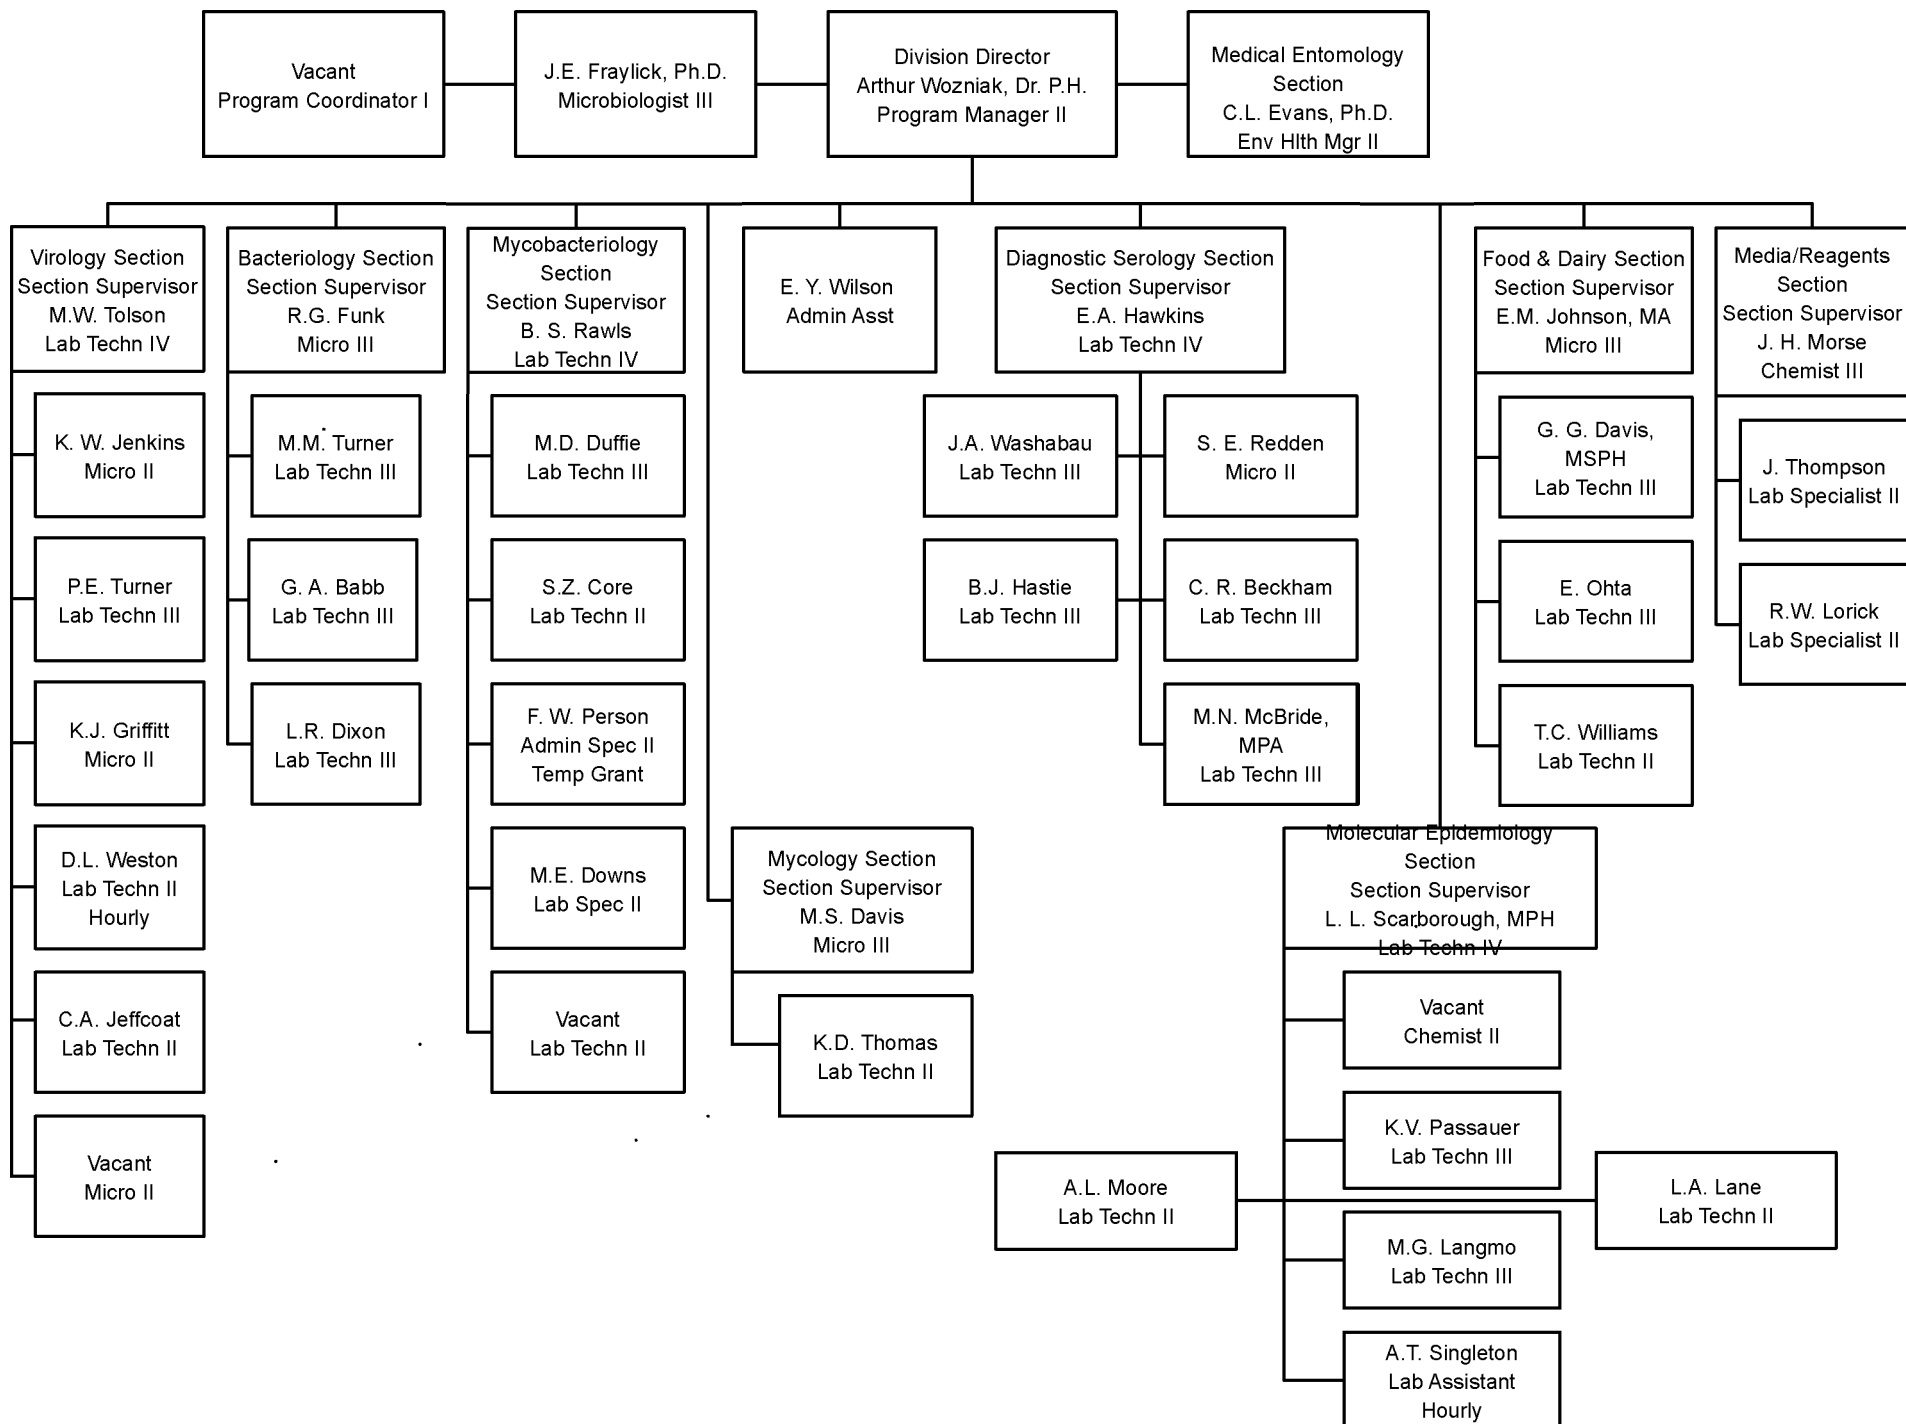 Vacant
Program Coordinator I
J.E. Fraylick, Ph.D.
Microbiologist III
Division Director
Arthur Wozniak, Dr. P.H.
Program Manager II
Medical Entomology
Section
C.L. Evans, Ph.D.
Env Hlth Mgr II
Virology Section
Section Supervisor
M.W. Tolson
Lab Techn IV
Bacteriology Section
Section Supervisor
R.G. Funk
Micro III
Mycobacteriology
Section
Section Supervisor
B. S. Rawls
Lab Techn IV
E. Y. Wilson
Admin Asst
Diagnostic Serology Section
Section Supervisor
E.A. Hawkins
Lab Techn IV
Food & Dairy Section
Section Supervisor
E.M. Johnson, MA
Micro III
Media/Reagents
Section
Section Supervisor
J. H. Morse
Chemist III
K. W. Jenkins
Micro II
P.E. Turner
Lab Techn III
K.J. Griffitt
Micro II
D.L. Weston
Lab Techn II
Hourly
C.A. Jeffcoat
Lab Techn II
Vacant
Micro II
M.M. Turner
Lab Techn III
G. A. Babb
Lab Techn III
L.R. Dixon
Lab Techn III
M.D. Duffie
Lab Techn III
S.Z. Core
Lab Techn II
F. W. Person
Admin Spec II
Temp Grant
M.E. Downs
Lab Spec II
Vacant
Lab Techn II
Mycology Section
Section Supervisor
M.S. Davis
Micro III
K.D. Thomas
Lab Techn II
J.A. Washabau
Lab Techn III
S. E. Redden
Micro II
B.J. Hastie
Lab Techn III
C. R. Beckham
Lab Techn III
M.N. McBride,
MPA
Lab Techn III
G. G. Davis,
MSPH
Lab Techn III
E. Ohta
Lab Techn III
T.C. Williams
Lab Techn II
J. Thompson
Lab Specialist II
R.W. Lorick
Lab Specialist II
Molecular Epidemiology
Section
Section Supervisor
L. L. Scarborough, MPH
Lab Techn IV
Vacant
Chemist II
K.V. Passauer
Lab Techn III
A.L. Moore
Lab Techn II
L.A. Lane
Lab Techn II
M.G. Langmo
Lab Techn III
A.T. Singleton
Lab Assistant
Hourly